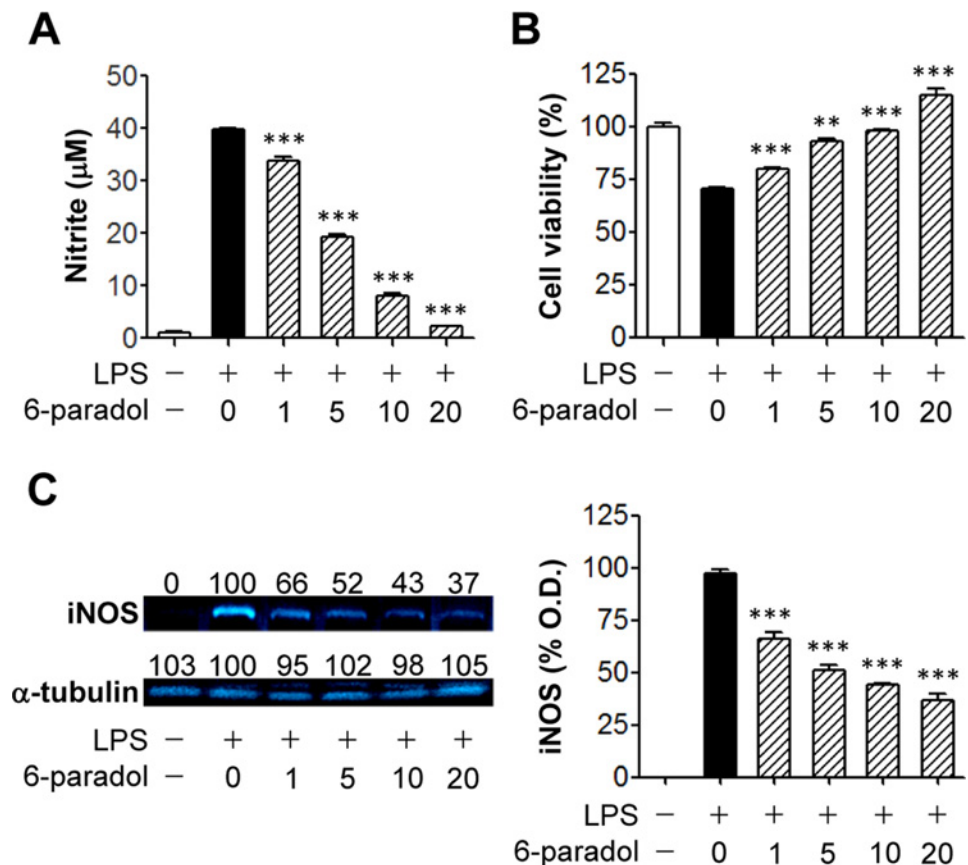 A
Nitrite (μM)
50
40
30
20
10
0
***
***
***
***
LPS − + + + + +
6-paradol − 0 1 5 10 20
B
Cell viability (%)
125
100
75
50
25
0
***
**
***
***
LPS − + + + + +
6-paradol − 0 1 5 10 20
C
0 100 66 52 43 37
iNOS
103 100 95 102 98 105
α-tubulin
LPS − + + + + +
6-paradol − 0 1 5 10 20
iNOS (% O.D.)
125
100
75
50
25
0
***
***
***
***
LPS − + + + + +
6-paradol − 0 1 5 10 20